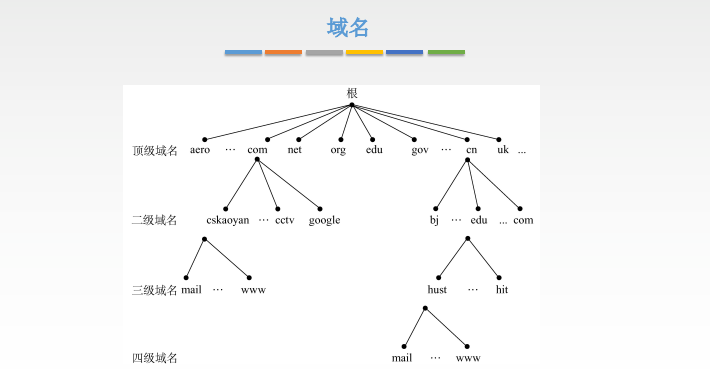 域名
根
顶级域名 aero … com net org edu gov … cn uk ...
二级域名 cskaoyan … cctv google bj … edu ... com
三级域名 mail … www hust … hit
四级域名 mail … www